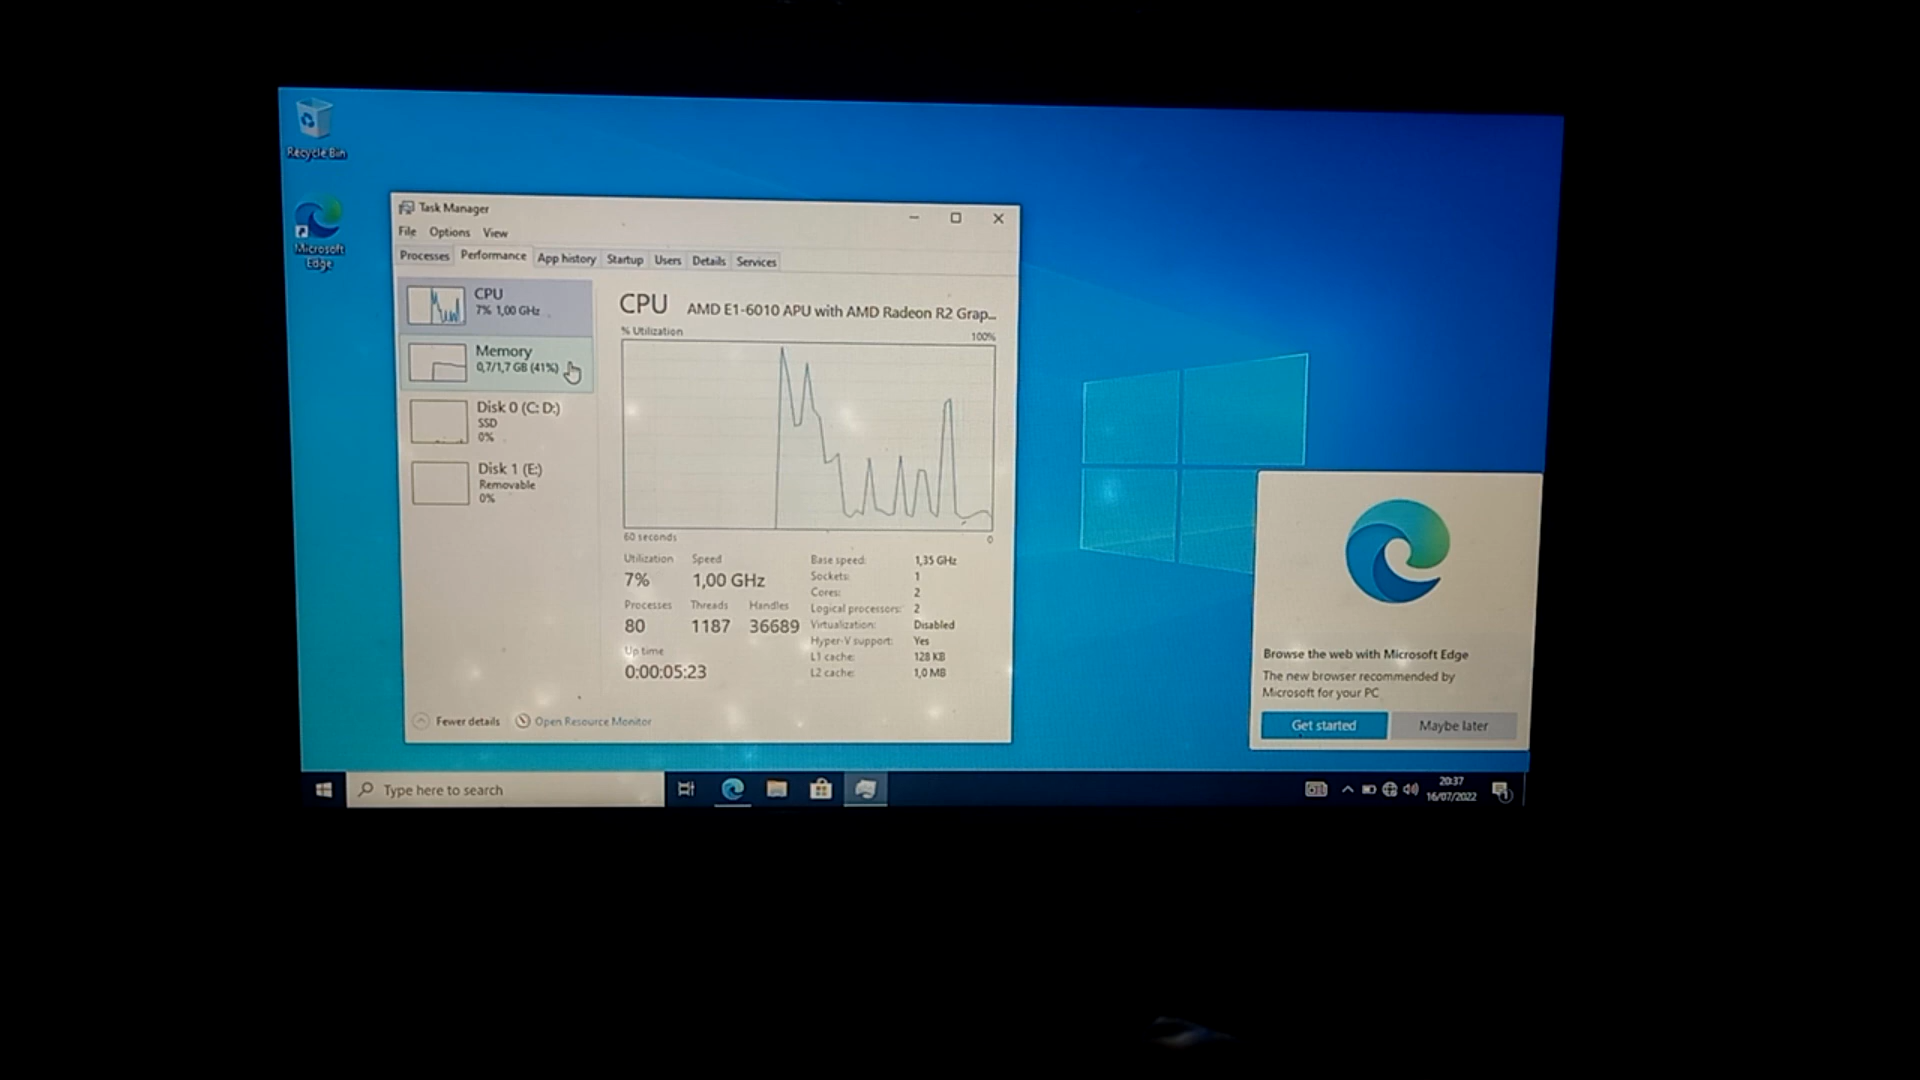 Recycle Bin
Microsoft
Edge
Task Manager
File Options View
Processes Performance App history Startup Users Details Services
CPU
7% 1,00 GHz
Memory
0,7/1,7 GB (41%)
Disk 0 (C: D:)
SSD
0%
Disk 1 (E:)
Removable
0%
CPU AMD E1-6010 APU with AMD Radeon R2 Grap...
% Utilization 100%
60 seconds 0
Utilization Speed
7% 1,00 GHz
Processes Threads Handles
80 1187 36689
Up time
0:00:05:23
Base speed: 1,35 GHz
Sockets: 1
Cores: 2
Logical processors: 2
Virtualization: Disabled
Hyper-V support: Yes
L1 cache: 128 KB
L2 cache: 1,0 MB
Fewer details Open Resource Monitor
Browse the web with Microsoft Edge
The new browser recommended by
Microsoft for your PC
Get started Maybe later
Type here to search
20:37
16/07/2022
1